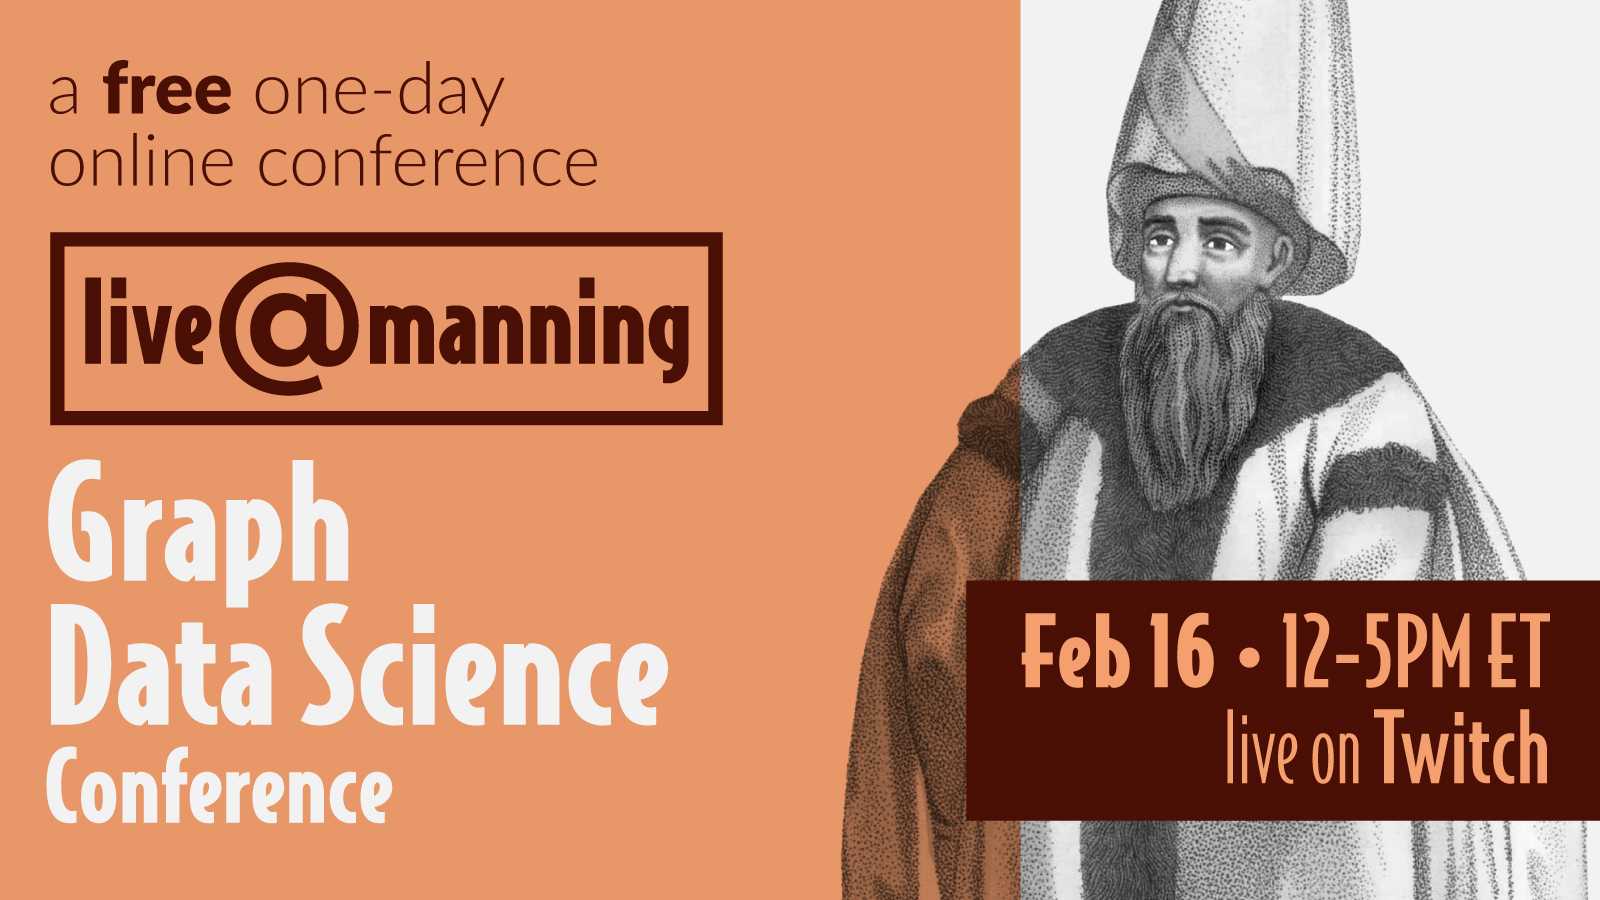 a free one-day
online conference
live@manning
Graph
Data Science
Conference
Feb 16 • 12-5PM ET
live on Twitch